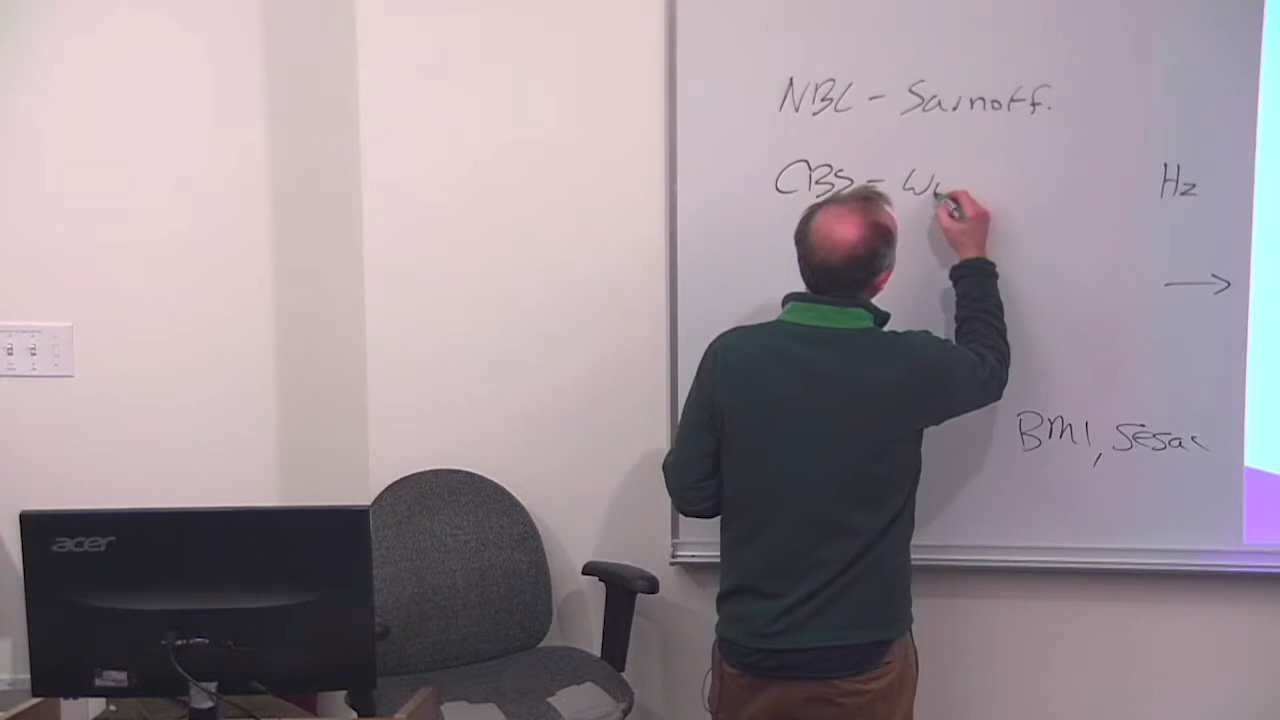 NBC - Sarnoff.
CBS - W
Hz
BMI, Sesac
acer